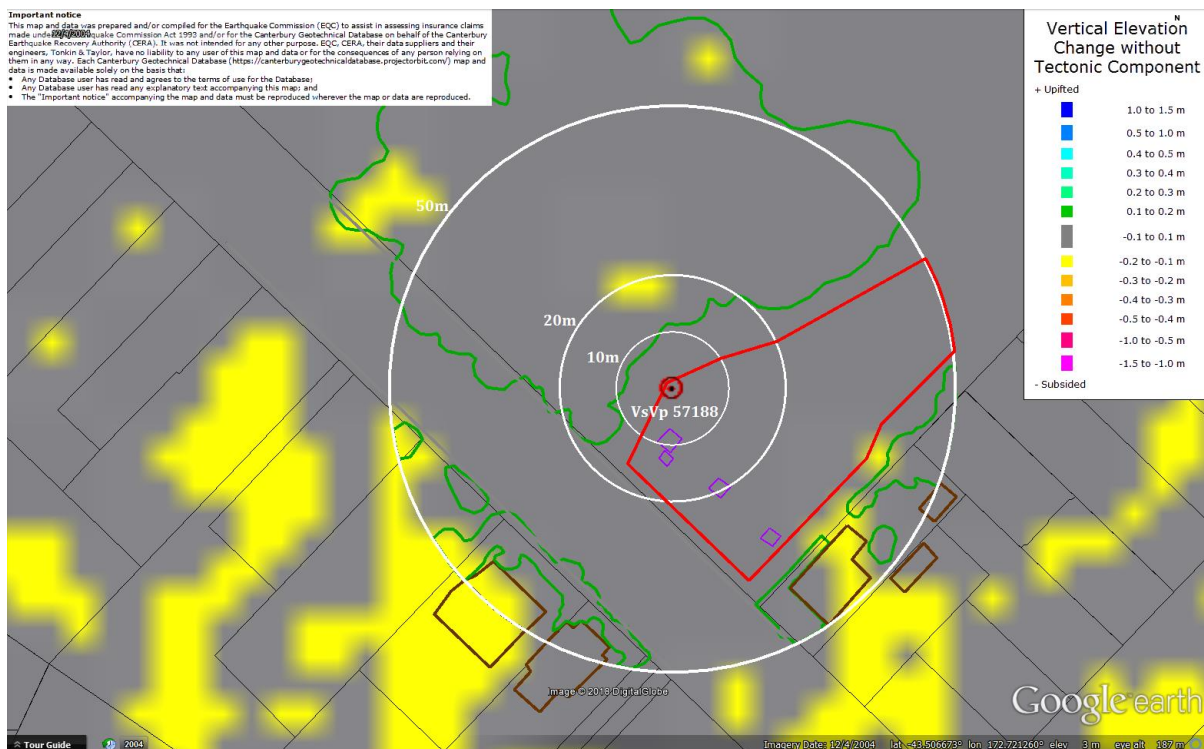 Important notice
This map and data was prepared and/or compiled for the Earthquake Commission (EQC) to assist in assessing insurance claims
made under Earthquake Commission Act 1993 and/or for the Canterbury Geotechnical Database on behalf of the Canterbury
Earthquake Recovery Authority (CERA). It was not intended for any other purpose. EQC, CERA, their data suppliers and their
engineers, Tonkin & Taylor, have no liability to any user of this map and data or for the consequences of any person relying on
them in any way. Each Canterbury Geotechnical Database (https://canterburygeotechnicaldatabase.projectorbit.com/) map and
data is made available solely on the basis that:
• Any Database user has read and agrees to the terms of use for the Database;
• Any Database user has read any explanatory text accompanying this map; and
• The "Important notice" accompanying the map and data must be reproduced wherever the map or data are reproduced.
N
Vertical Elevation
Change without
Tectonic Component
+ Uplifted
1.0 to 1.5 m
0.5 to 1.0 m
0.4 to 0.5 m
0.3 to 0.4 m
0.2 to 0.3 m
0.1 to 0.2 m
-0.1 to 0.1 m
-0.2 to -0.1 m
-0.3 to -0.2 m
-0.4 to -0.3 m
-0.5 to -0.4 m
-1.0 to -0.5 m
-1.5 to -1.0 m
- Subsided
50m
20m
10m
VsVp 57188
Image © 2018 DigitalGlobe
Google earth
Tour Guide
2004
Imagery Date: 12/4/2004 lat -43.506673° lon 172.721260° elev 3 m eye alt 187 m